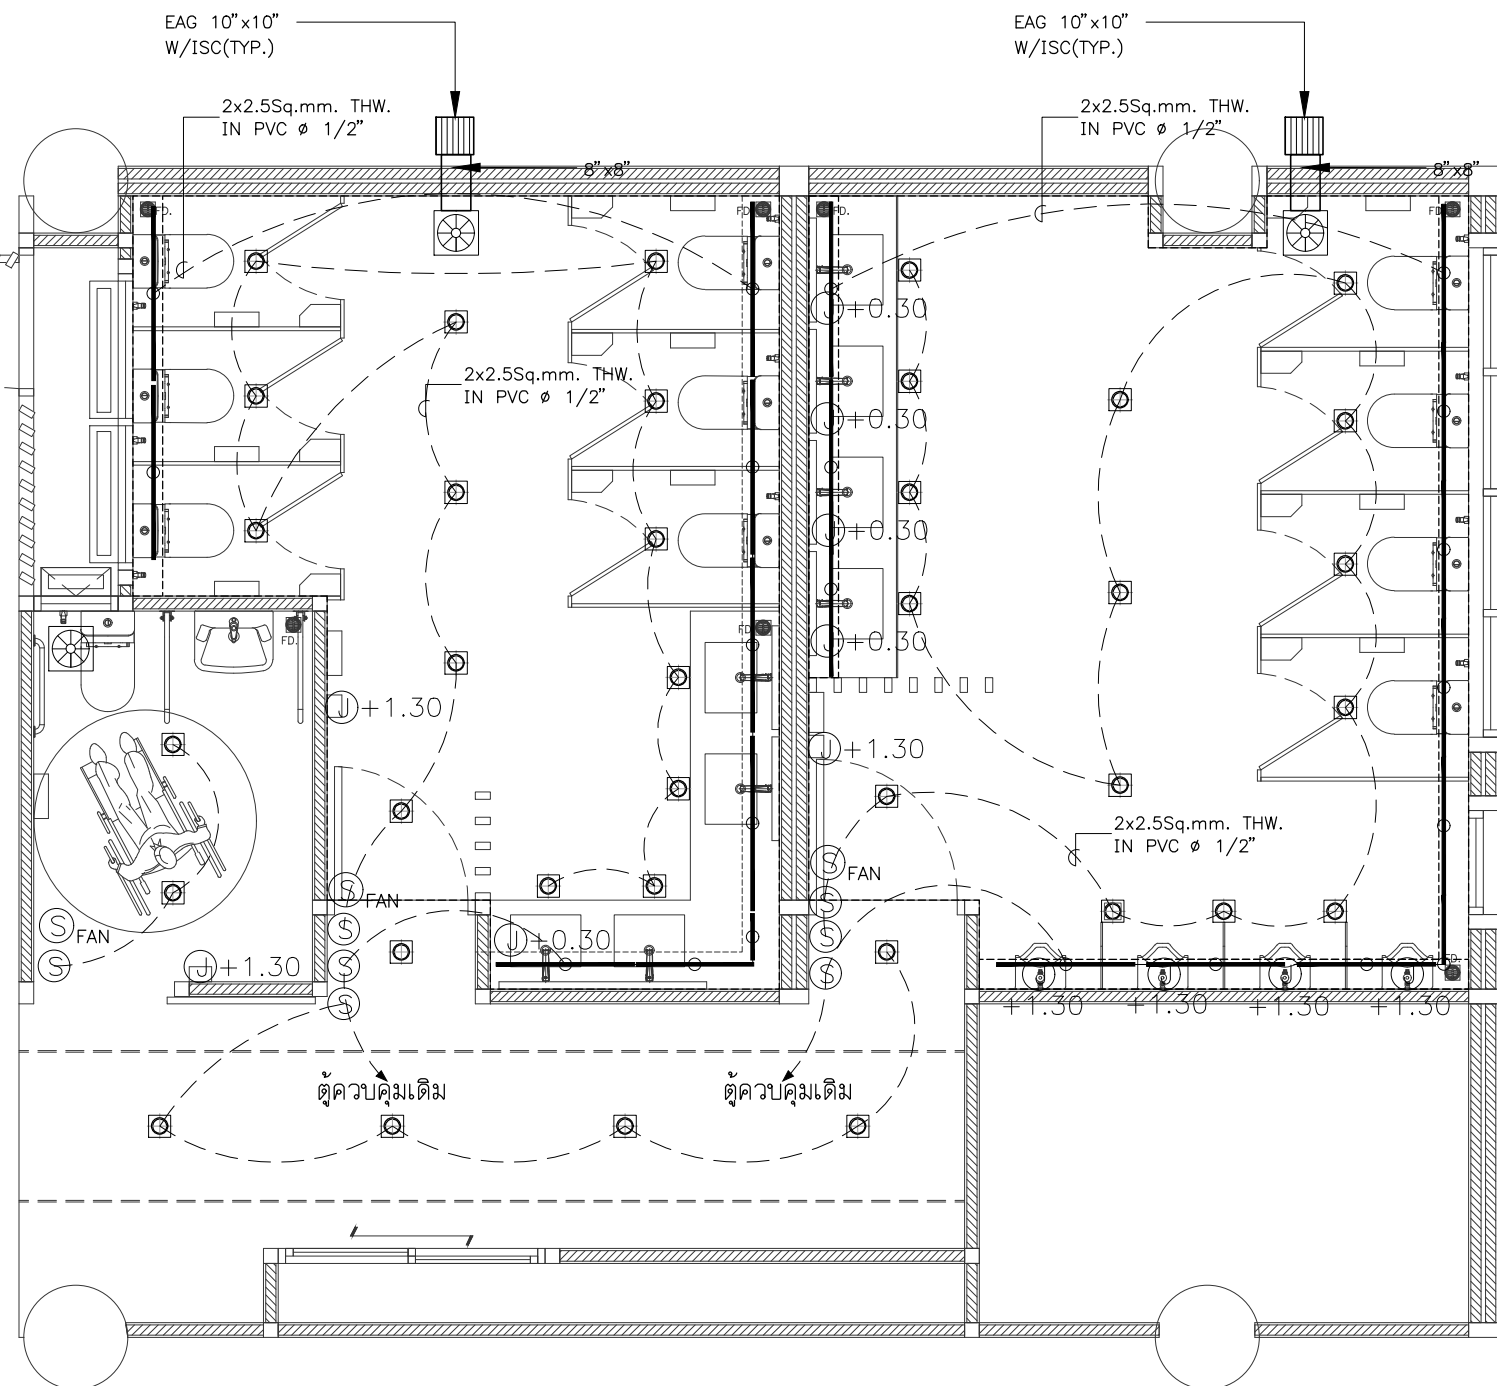 EAG 10"x10"
W/ISC(TYP.)
EAG 10"x10"
W/ISC(TYP.)
2x2.5Sq.mm. THW.
IN PVC ø 1/2"
2x2.5Sq.mm. THW.
IN PVC ø 1/2"
8"x8"
8"x8"
FD.
FD.
FD.
FD.
J+0.30
2x2.5Sq.mm. THW.
IN PVC ø 1/2"
J+0.30
J+0.30
FD.
FD.
J+0.30
J+1.30
J+1.30
2x2.5Sq.mm. THW.
IN PVC ø 1/2"
S FAN
S FAN
S
S FAN
S
S
J+0.30
S
S
J+1.30
S
S
FD.
S
+1.30
+1.30
+1.30
+1.30
ตู้ควบคุมเดิม
ตู้ควบคุมเดิม